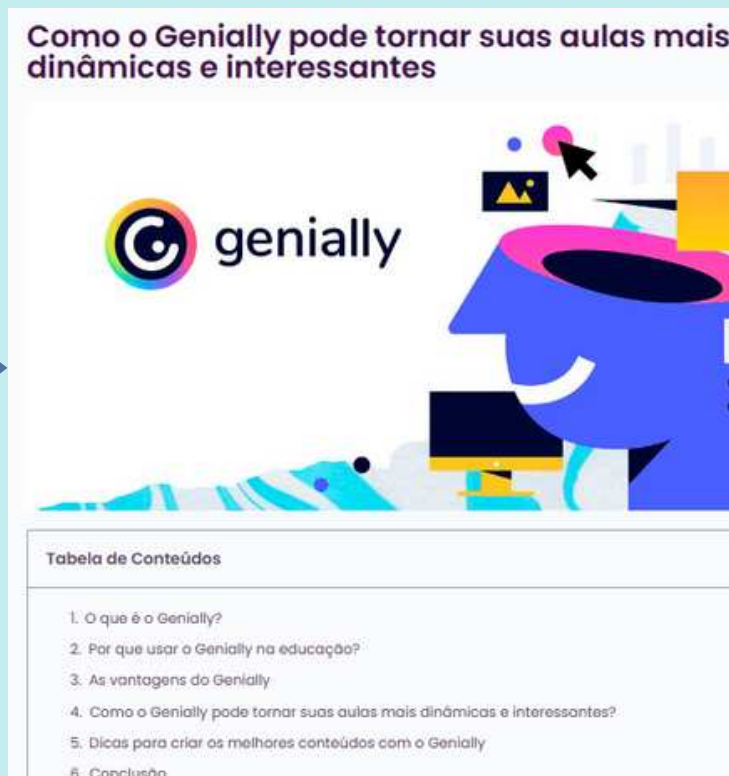 Como o Genially pode tornar suas aulas mais
dinâmicas e interessantes
genially
Tabela de Conteúdos
1. O que é o Genially?
2. Por que usar o Genially na educação?
3. As vantagens do Genially
4. Como o Genially pode tornar suas aulas mais dinâmicas e interessantes?
5. Dicas para criar os melhores conteúdos com o Genially
6. Conclusão